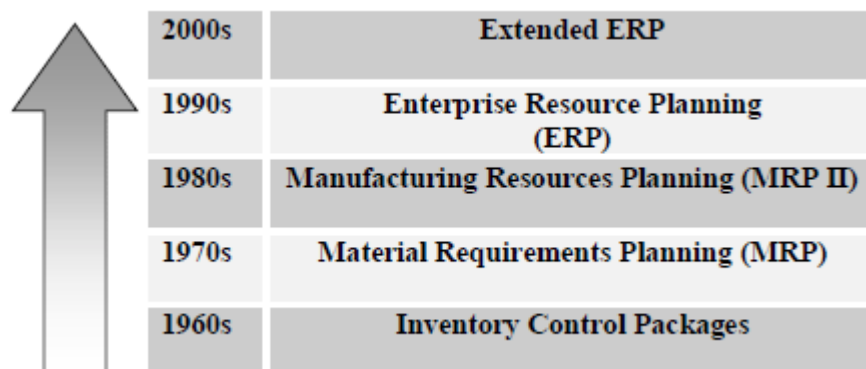 2000s Extended ERP
1990s Enterprise Resource Planning
(ERP)
1980s Manufacturing Resources Planning (MRP II)
1970s Material Requirements Planning (MRP)
1960s Inventory Control Packages